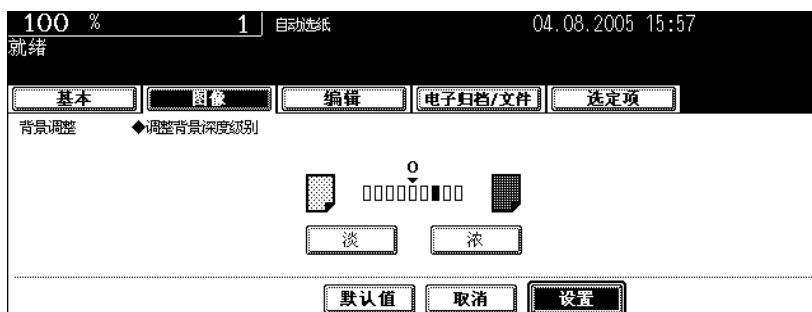 100 % 1 自动选纸 04.08.2005 15:57
就绪
基本 图像 编辑 电子归档/文件 选定项
背景调整 ◆调整背景深度级别
0
淡 浓
默认值 取消 设置